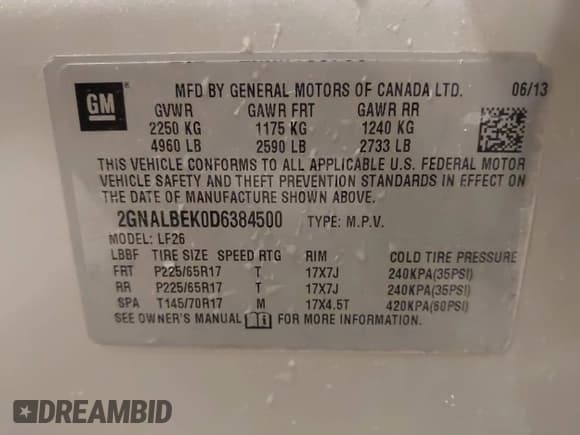 MFD BY GENERAL MOTORS OF CANADA LTD. 06/13
GM
GVWR GAWR FRT GAWR RR
2250 KG 1175 KG 1240 KG
4960 LB 2590 LB 2733 LB
THIS VEHICLE CONFORMS TO ALL APPLICABLE U.S. FEDERAL MOTOR
VEHICLE SAFETY AND THEFT PREVENTION STANDARDS IN EFFECT ON
THE DATE OF MANUFACTURE SHOWN ABOVE.
2GNALBEK0D6384500 TYPE: M.P.V.
MODEL: LF26
LBBF TIRE SIZE SPEED RTG RIM COLD TIRE PRESSURE
FRT P225/65R17 T 17X7J 240KPA(35PSI)
RR P225/65R17 T 17X7J 240KPA(35PSI)
SPA T145/70R17 M 17X4.5T 420KPA(60PSI)
SEE OWNER'S MANUAL FOR MORE INFORMATION.
DREAMBID